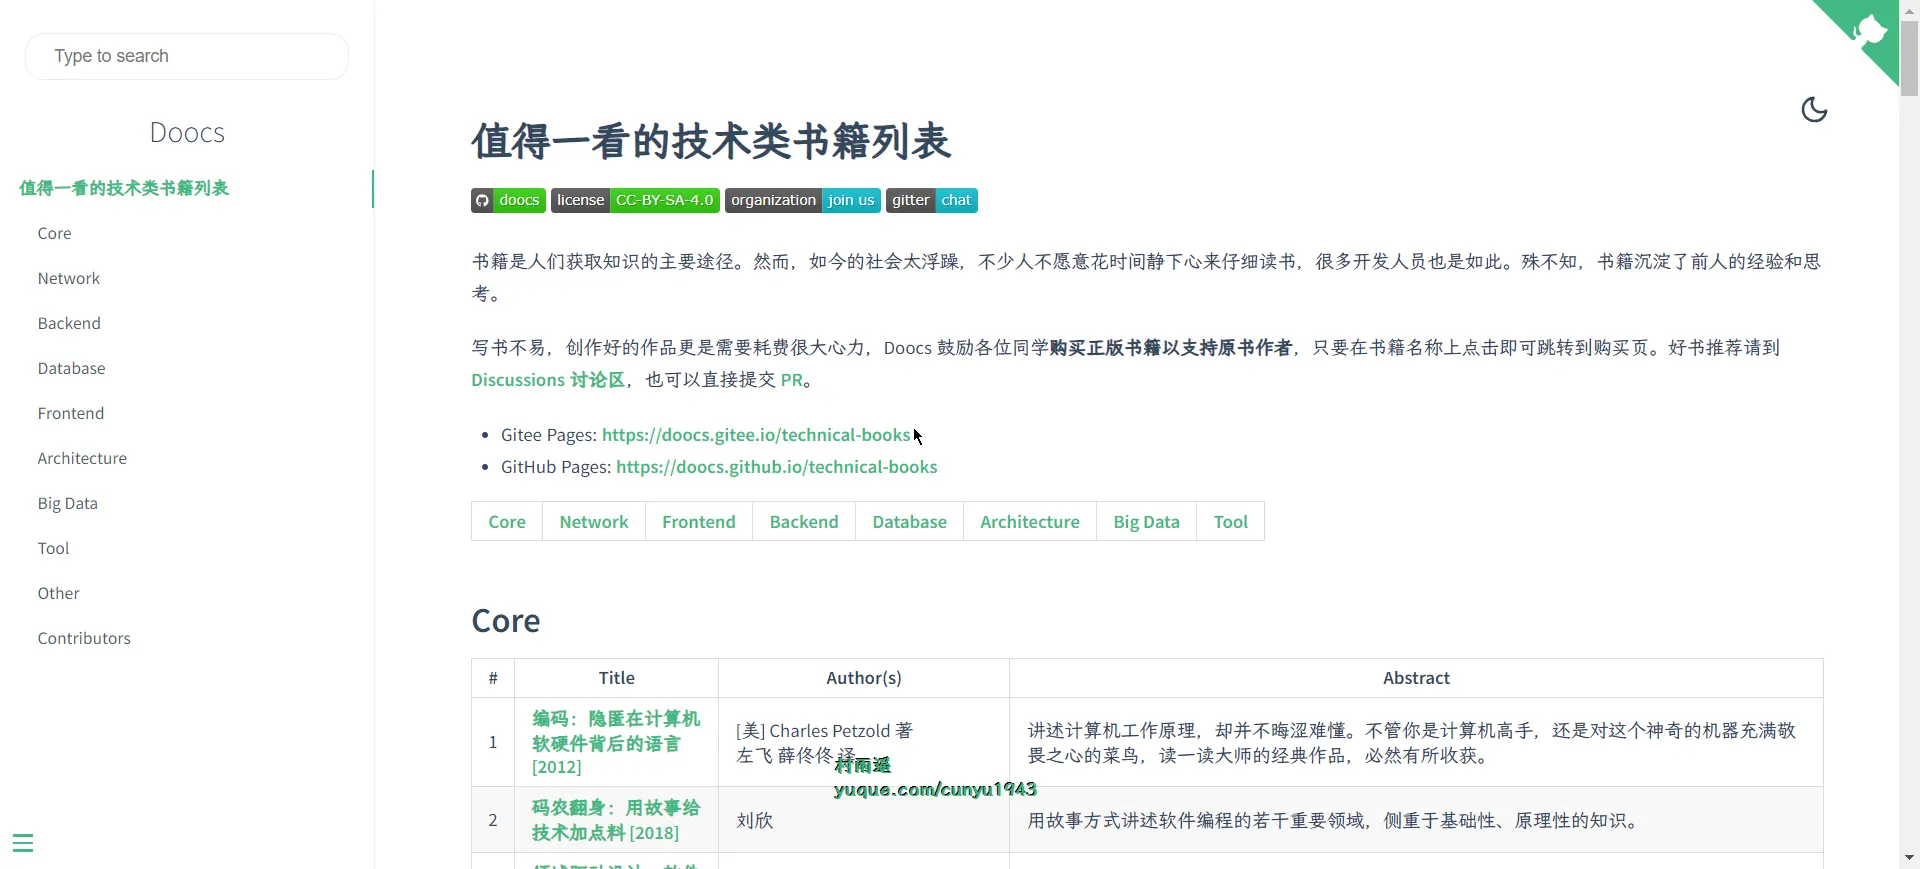 Type to search
Doocs
值得一看的技术类书籍列表
Core
Network
Backend
Database
Frontend
Architecture
Big Data
Tool
Other
Contributors
值得一看的技术类书籍列表
doocs license CC-BY-SA-4.0 organization join us gitter chat
书籍是人们获取知识的主要途径。然而，如今的社会太浮躁，不少人不愿意花时间静下心来仔细读书，很多开发人员也是如此。殊不知，书籍沉淀了前人的经验和思
考。
写书不易，创作好的作品更是需要耗费很大心力，Doocs 鼓励各位同学购买正版书籍以支持原书作者，只要在书籍名称上点击即可跳转到购买页。好书推荐请到
Discussions 讨论区，也可以直接提交 PR。
• Gitee Pages: https://doocs.gitee.io/technical-books
• GitHub Pages: https://doocs.github.io/technical-books
Core Network Frontend Backend Database Architecture Big Data Tool
Core
# Title Author(s) Abstract
1
编码：隐匿在计算机
软硬件背后的语言
[2012]
[美] Charles Petzold 著
左飞 薛佟佟 译
讲述计算机工作原理，却并不晦涩难懂。不管你是计算机高手，还是对这个神奇的机器充满敬
畏之心的菜鸟，读一读大师的经典作品，必然有所收获。
村雨遥
yuque.com/cunyu1943
2
码农翻身：用故事给
技术加点料 [2018]
刘欣
用故事方式讲述软件编程的若干重要领域，侧重于基础性、原理性的知识。